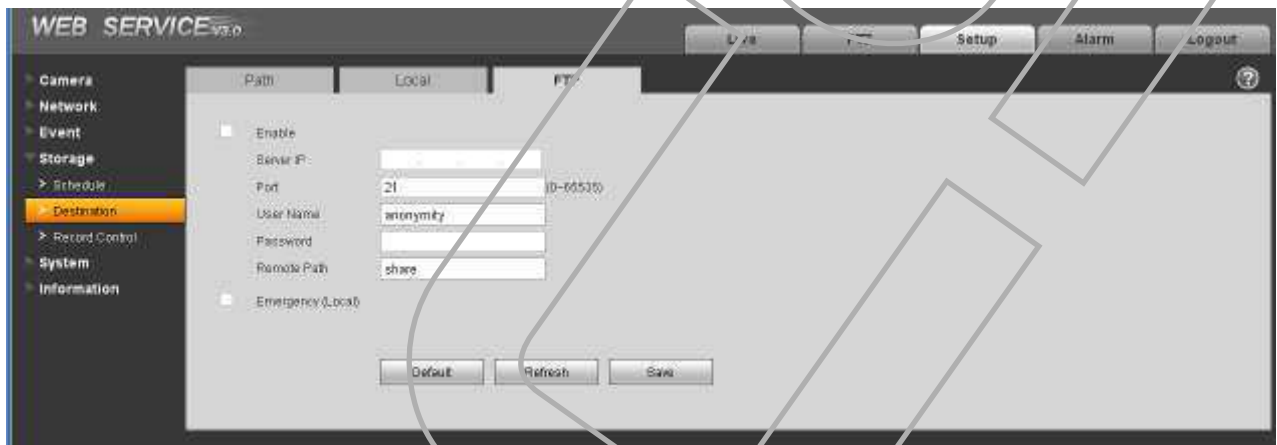 WEB SERVICE V3.0
Live
Setup
Alarm
Logout
Camera
Network
Event
Storage
> Schedule
> Destination
> Record Control
System
Information
Path
Local
FTP
?
Enable
Server IP
Port
21
(0~65535)
User Name
anonymity
Password
Remote Path
share
Emergency (Local)
Default
Refresh
Save